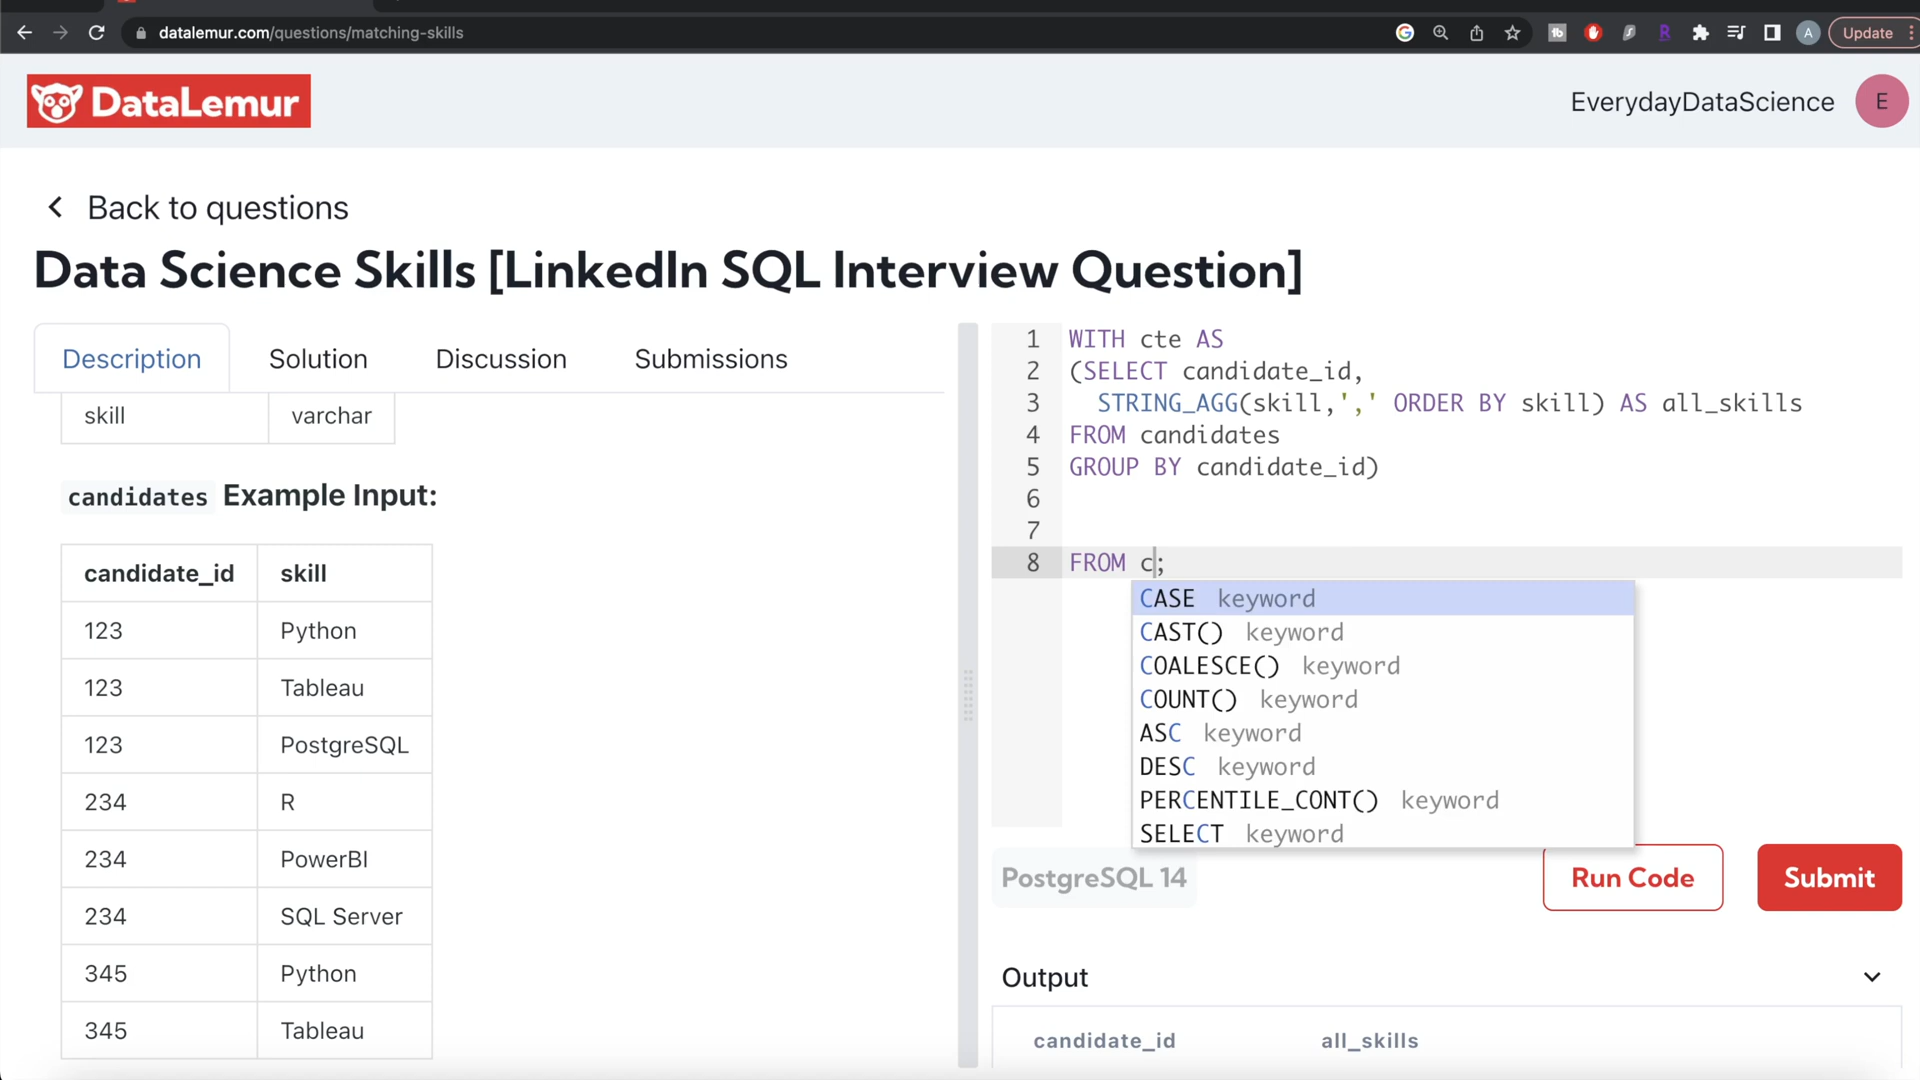 datalemur.com/questions/matching-skills
Update
DataLemur
EverydayDataScience
E
Back to questions
Data Science Skills [LinkedIn SQL Interview Question]
Description
Solution
Discussion
Submissions
skill varchar
candidates Example Input:
candidate_id skill
123 Python
123 Tableau
123 PostgreSQL
234 R
234 PowerBI
234 SQL Server
345 Python
345 Tableau
1 WITH cte AS
2 (SELECT candidate_id,
3 STRING_AGG(skill,',' ORDER BY skill) AS all_skills
4 FROM candidates
5 GROUP BY candidate_id)
6
7
8 FROM c;
CASE keyword
CAST() keyword
COALESCE() keyword
COUNT() keyword
ASC keyword
DESC keyword
PERCENTILE_CONT() keyword
SELECT keyword
PostgreSQL 14
Run Code
Submit
Output
candidate_id all_skills